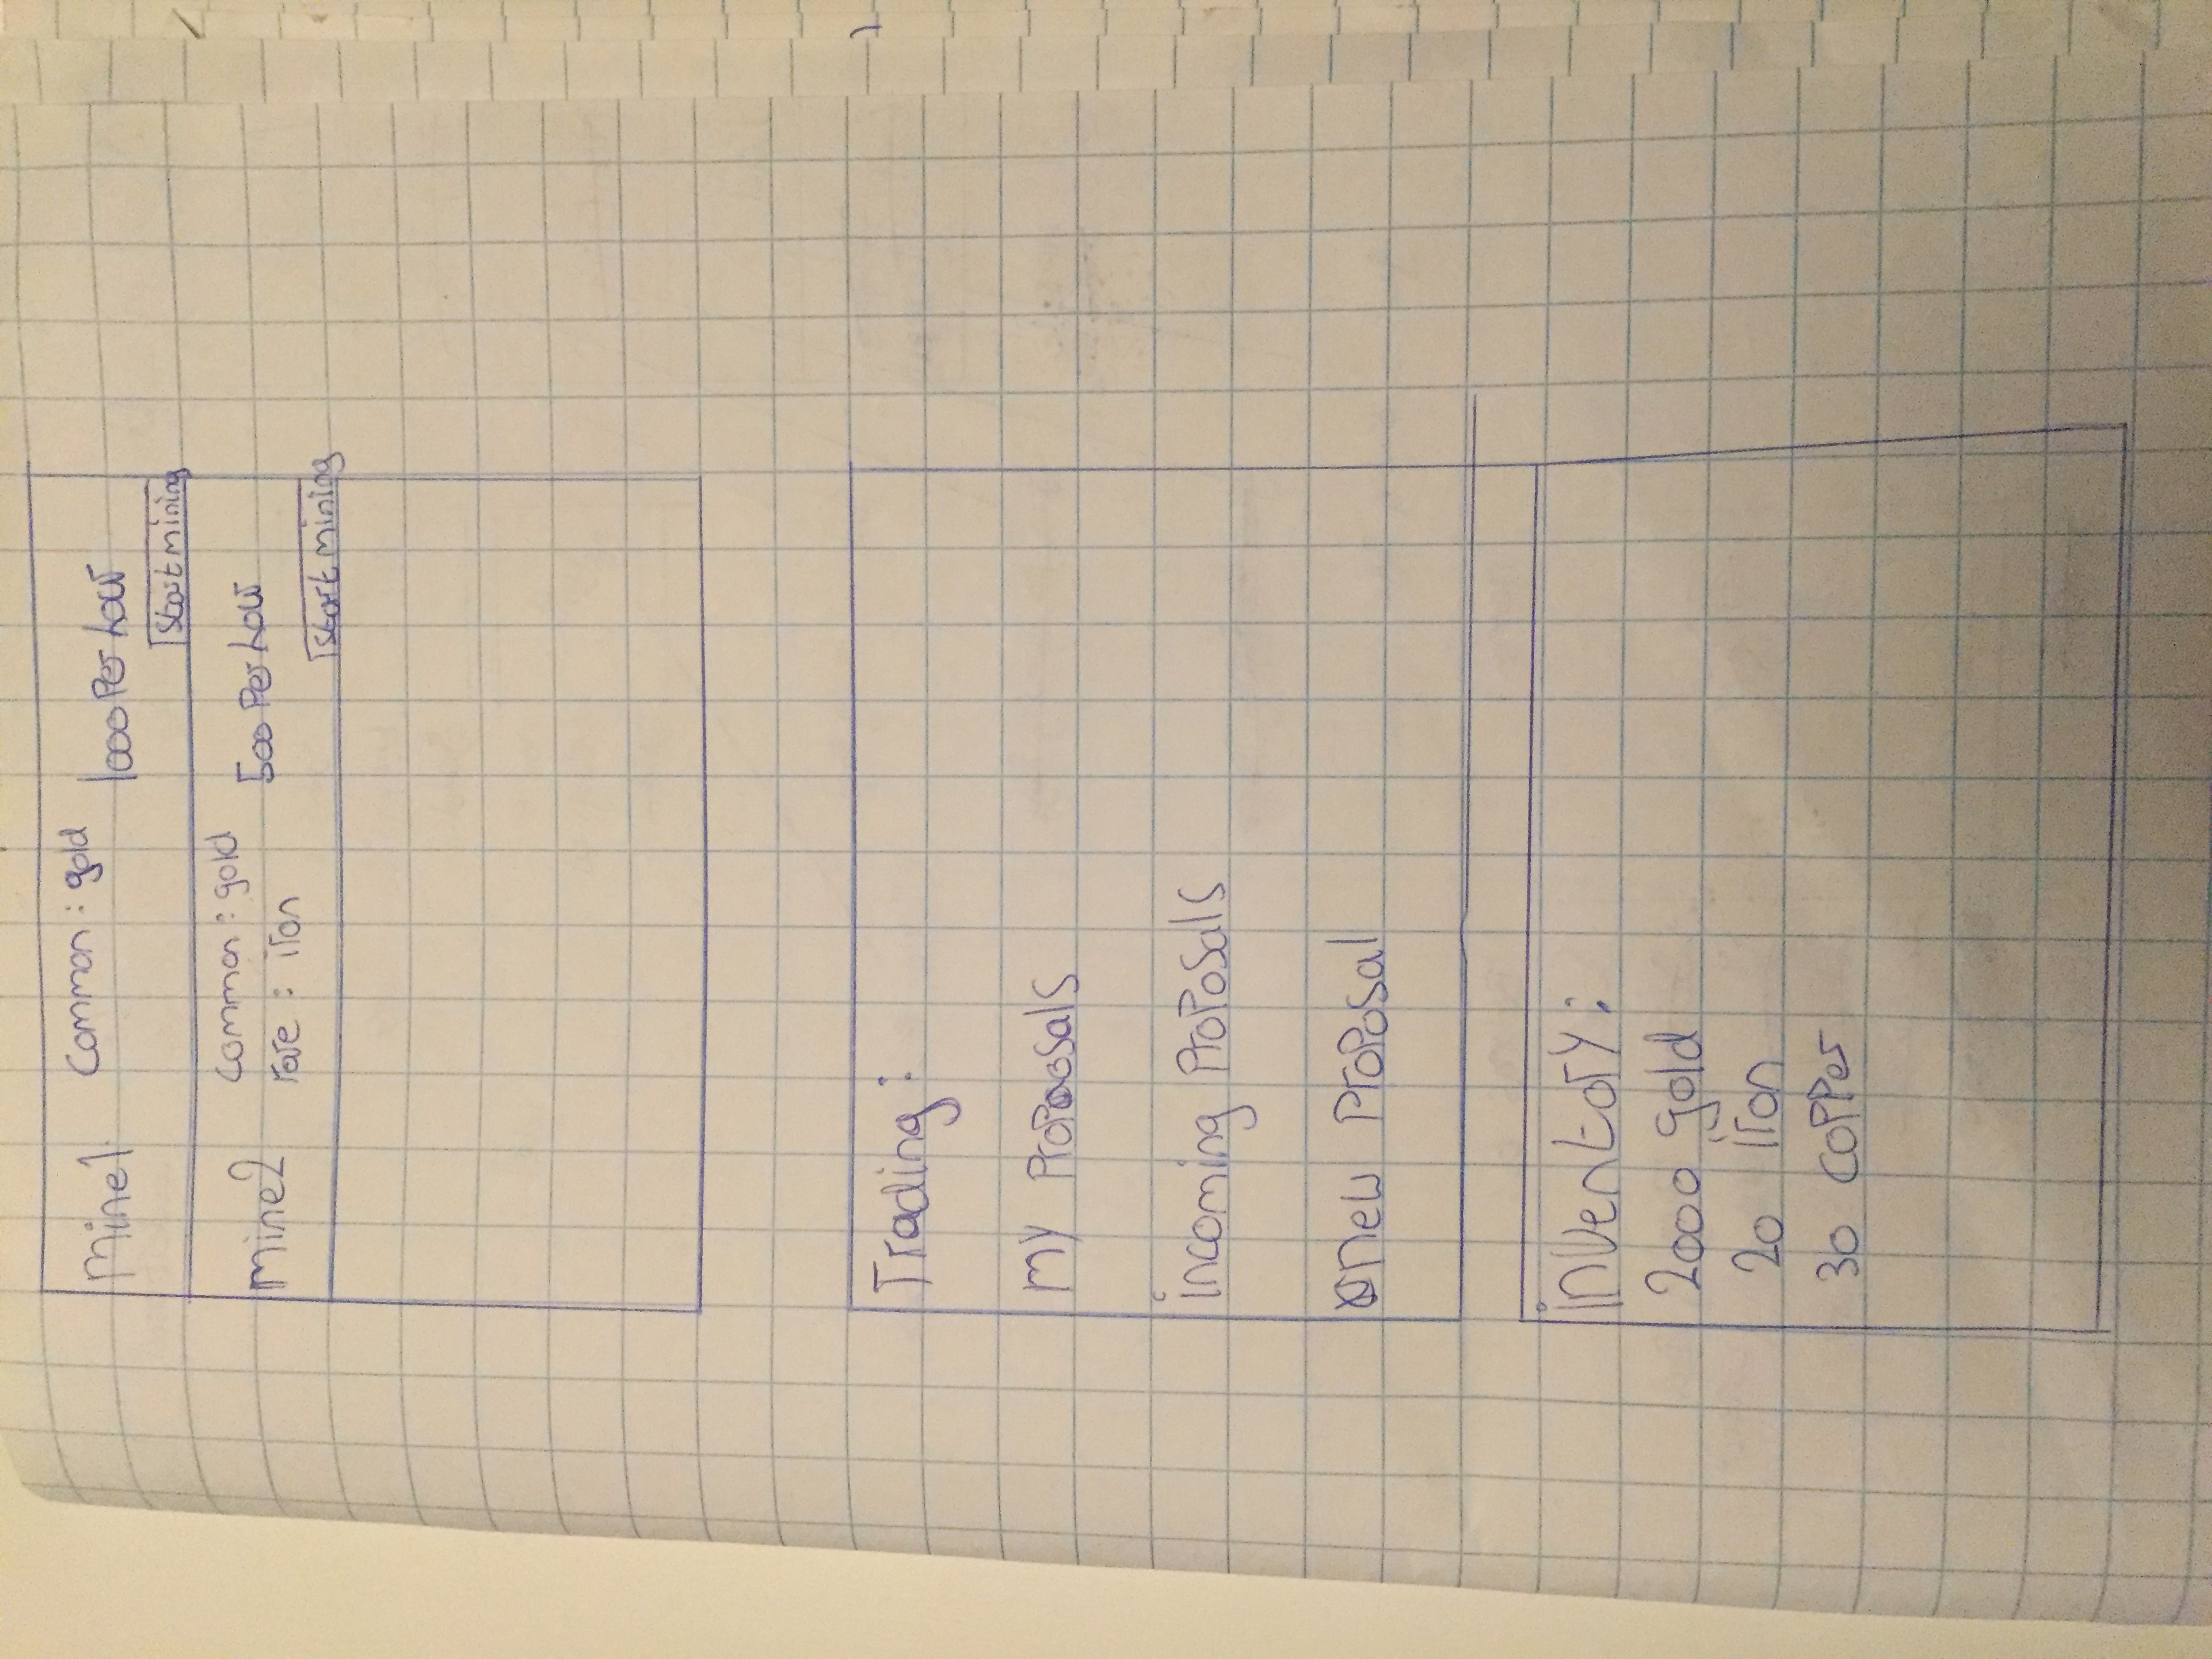 Mine1 common : gold 1000 Per hour
Start mining
Mine2 common : gold 500 Per hour
rare : iron
Start mining
Trading :
my Proposals
incoming Proposals
new Proposal
inventory :
2000 gold
20 iron
30 copper